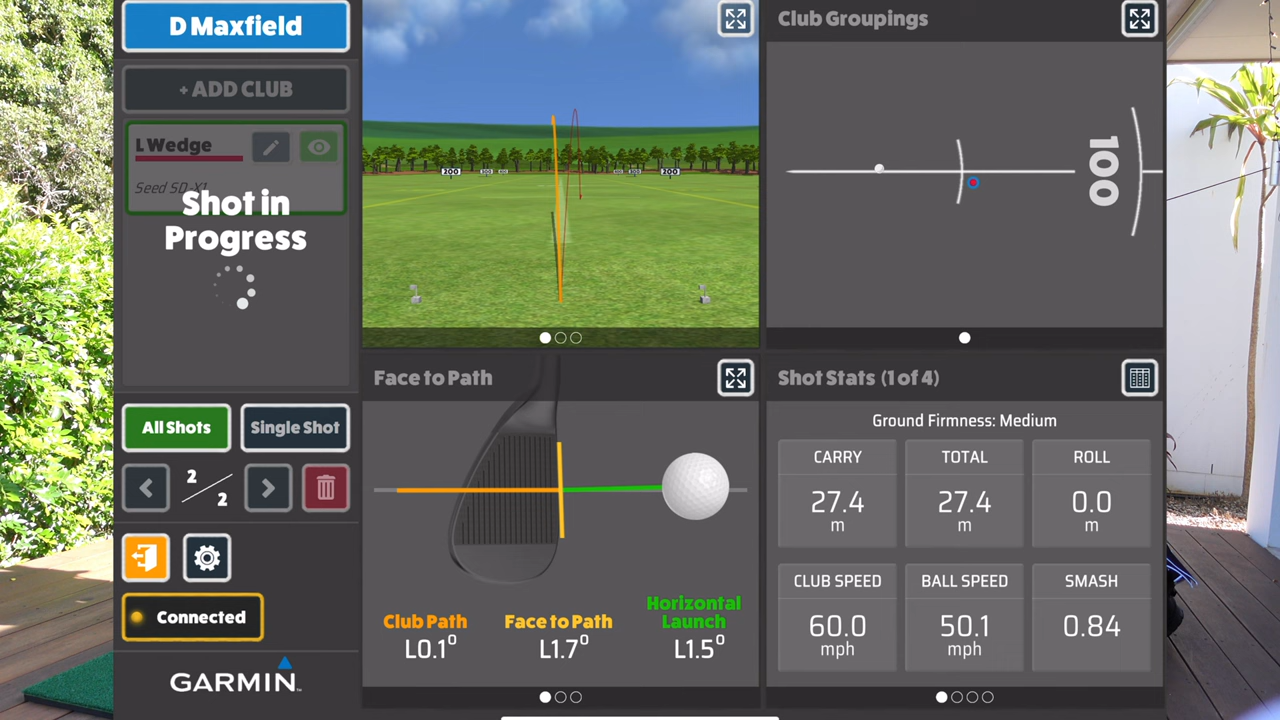 D Maxfield
+ ADD CLUB
L Wedge
Seed SD-X1
Shot in
Progress
All Shots
Single Shot
2
2
Connected
GARMIN
200
200
Club Groupings
100
Face to Path
Club Path
L0.1°
Face to Path
L1.7°
Horizontal
Launch
L1.5°
Shot Stats (1 of 4)
Ground Firmness: Medium
CARRY
27.4
m
TOTAL
27.4
m
ROLL
0.0
m
CLUB SPEED
60.0
mph
BALL SPEED
50.1
mph
SMASH
0.84